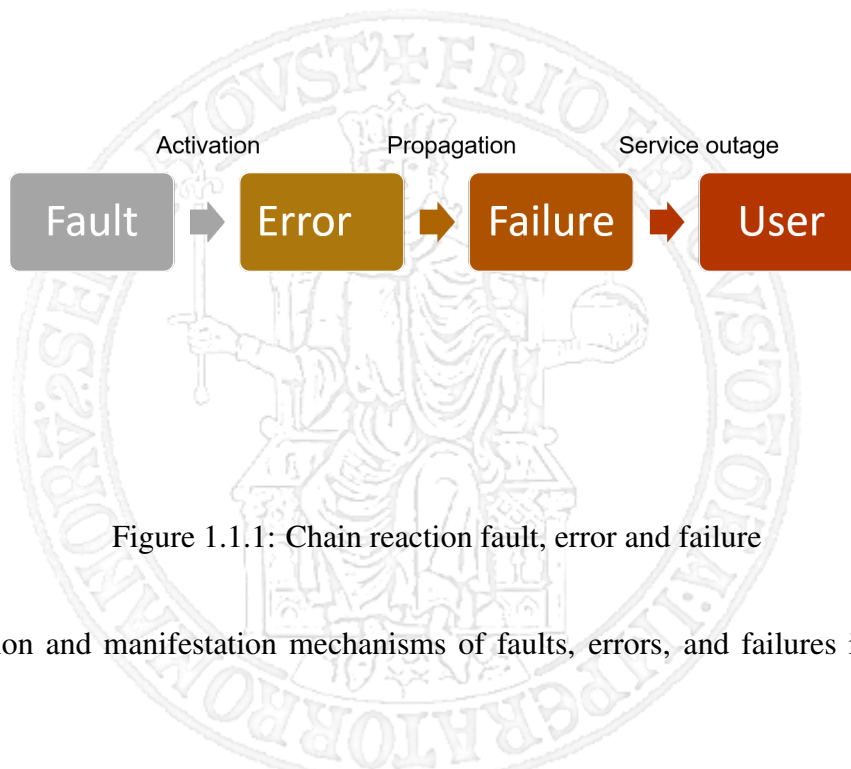 Activation Propagation Service outage
Fault Error Failure User
Figure 1.1.1: Chain reaction fault, error and failure
and manifestation mechanisms of faults, errors, and failures